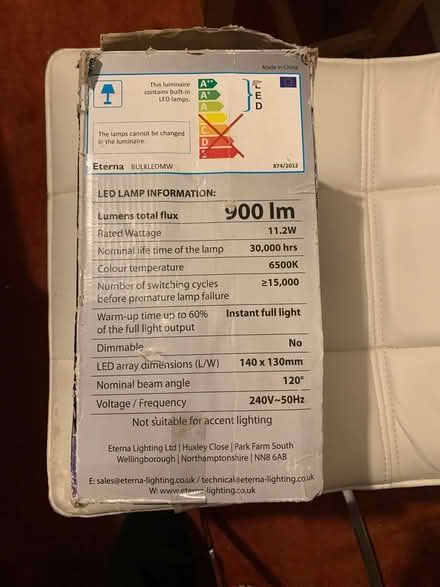 Made in China
This luminaire
contains built-in
LED lamps.
A++
A+
A
B
C
D
E
L
E
D
The lamps cannot be changed
in the luminaire.
Eterna BULKLEDMW
874/2012
LED LAMP INFORMATION:
Lumens total flux 900 lm
Rated Wattage 11.2W
Nominal life time of the lamp 30,000 hrs
Colour temperature 6500K
Number of switching cycles
before premature lamp failure ≥15,000
Warm-up time up to 60%
of the full light output Instant full light
Dimmable No
LED array dimensions (L/W) 140 x 130mm
Nominal beam angle 120°
Voltage / Frequency 240V~50Hz
Not suitable for accent lighting
Eterna Lighting Ltd | Huxley Close | Park Farm South
Wellingborough | Northamptonshire | NN8 6AB
E: sales@eterna-lighting.co.uk / technical@eterna-lighting.co.uk
W: www.eterna-lighting.co.uk